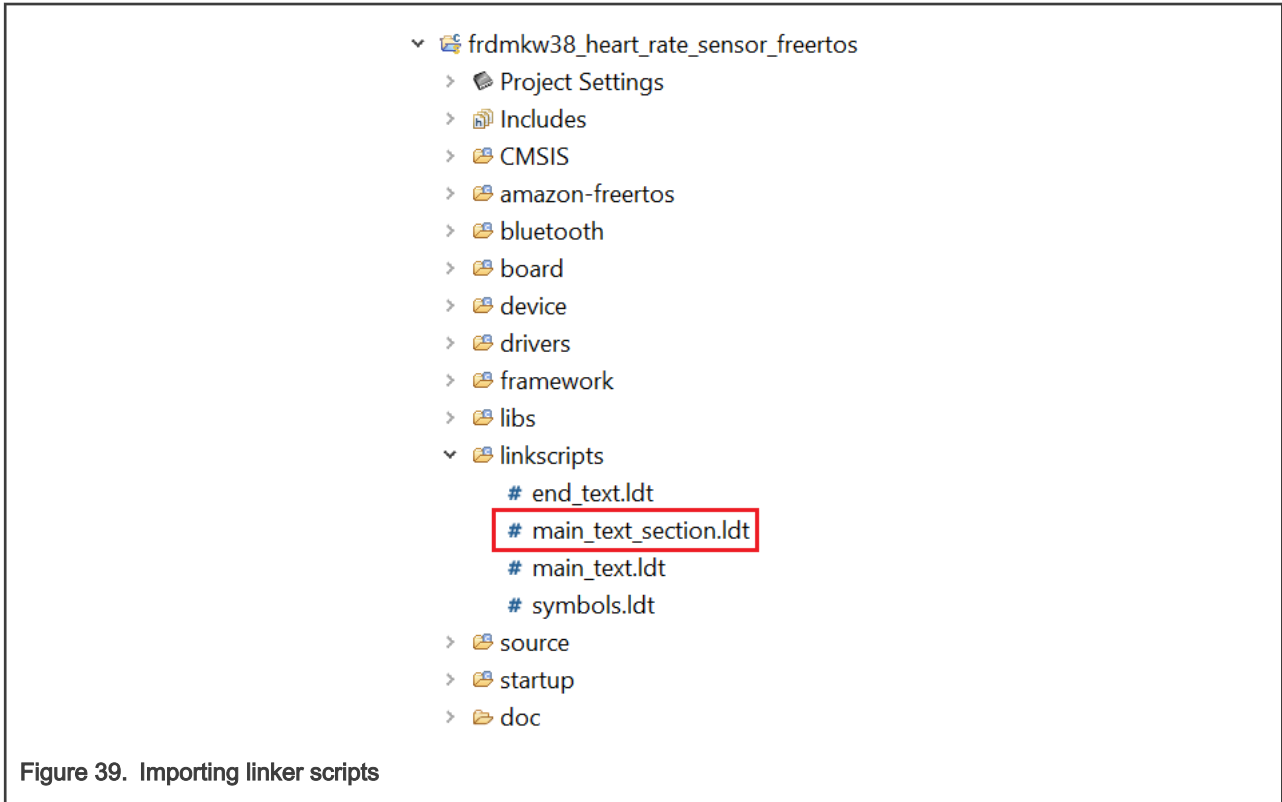 frdmkw38_heart_rate_sensor_freertos
Project Settings
Includes
CMSIS
amazon-freertos
bluetooth
board
device
drivers
framework
libs
linkscripts
# end_text.ldt
# main_text_section.ldt
# main_text.ldt
# symbols.ldt
source
startup
doc
Figure 39. Importing linker scripts